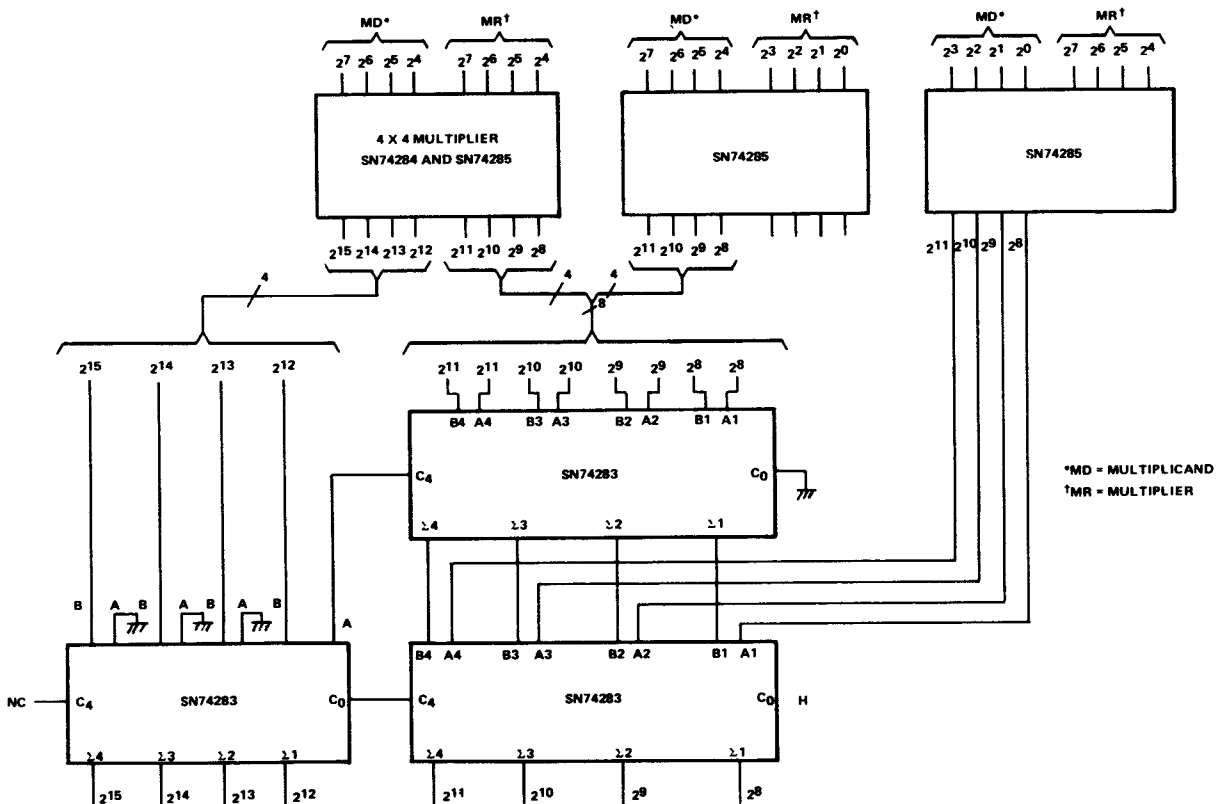 MD* MR† MD* MR† MD* MR†
2⁷ 2⁶ 2⁵ 2⁴ 2⁷ 2⁶ 2⁵ 2⁴ 2⁷ 2⁶ 2⁵ 2⁴ 2³ 2² 2¹ 2⁰ 2³ 2² 2¹ 2⁰ 2⁷ 2⁶ 2⁵ 2⁴
4 X 4 MULTIPLIER
SN74284 AND SN74285
SN74285
SN74285
2¹⁵ 2¹⁴ 2¹³ 2¹² 2¹¹ 2¹⁰ 2⁹ 2⁸ 2¹¹ 2¹⁰ 2⁹ 2⁸ 2¹¹ 2¹⁰ 2⁹ 2⁸
4 4 4
8
2¹⁵ 2¹⁴ 2¹³ 2¹² 2¹¹ 2¹¹ 2¹⁰ 2¹⁰ 2⁹ 2⁹ 2⁸ 2⁸
B4 A4 B3 A3 B2 A2 B1 A1
C4 SN74283 C0
*MD = MULTIPLICAND
†MR = MULTIPLIER
Σ4 Σ3 Σ2 Σ1
B A B A B A B A
B4 A4 B3 A3 B2 A2 B1 A1
NC C4 SN74283 C0 C4 SN74283 C0 H
Σ4 Σ3 Σ2 Σ1 Σ4 Σ3 Σ2 Σ1
2¹⁵ 2¹⁴ 2¹³ 2¹² 2¹¹ 2¹⁰ 2⁹ 2⁸